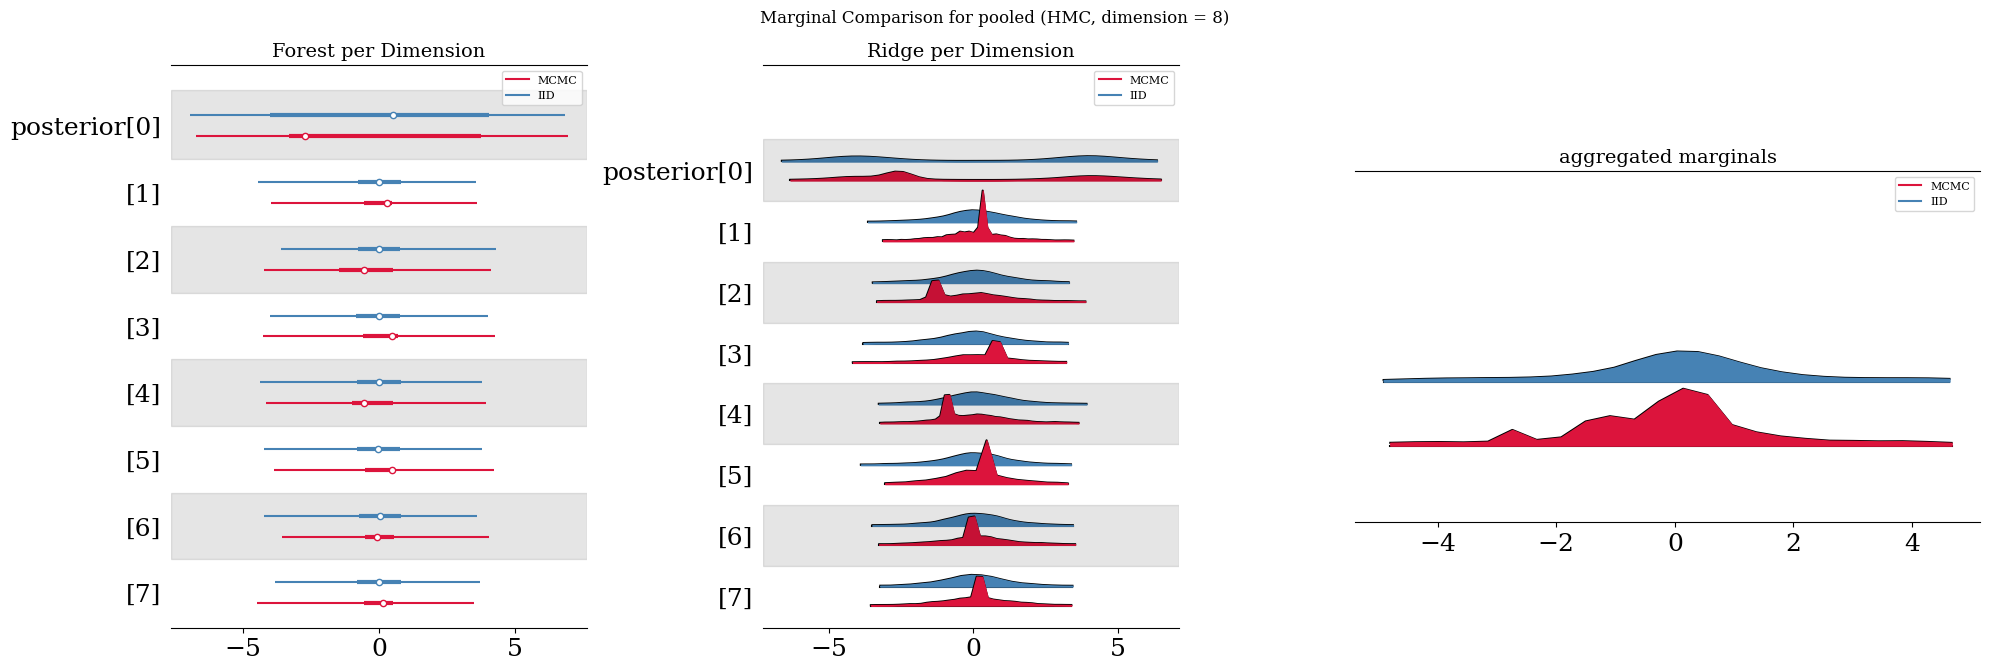 Marginal Comparison for pooled (HMC, dimension = 8)
Forest per Dimension
MCMC
IID
posterior[0]
[1]
[2]
[3]
[4]
[5]
[6]
[7]
−5
0
5
Ridge per Dimension
MCMC
IID
posterior[0]
[1]
[2]
[3]
[4]
[5]
[6]
[7]
−5
0
5
aggregated marginals
MCMC
IID
−4
−2
0
2
4